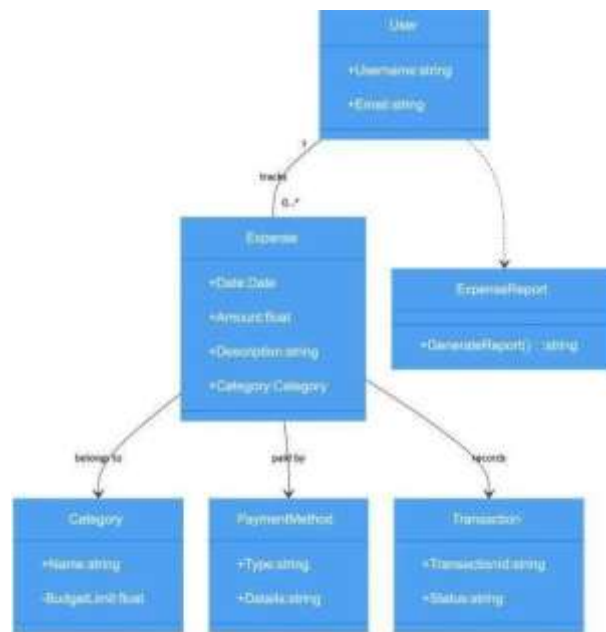 User
+Username:string
+Email:string
1
tracks
0..*
Expense
+Date:Date
+Amount:float
+Description:string
+Category:Category
ExpenseReport
+GenerateReport() :string
belongs to
paid by
records
Category
+Name:string
-BudgetLimit:float
PaymentMethod
+Type:string
+Details:string
Transaction
+TransactionId:string
+Status:string